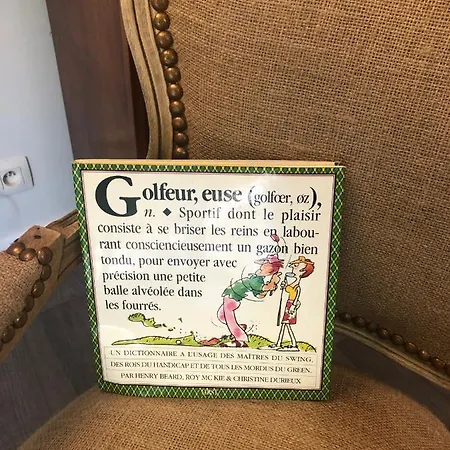 Golfeur, euse (golfœr, øz),
n. ◆ Sportif dont le plaisir
consiste à se briser les reins en labou-
rant consciencieusement un gazon bien
tondu, pour envoyer avec
précision une petite
balle alvéolée dans
les fourrés.
UN DICTIONNAIRE A L'USAGE DES MAÎTRES DU SWING,
DES ROIS DU HANDICAP ET DE TOUS LES MORDUS DU GREEN.
PAR HENRY BEARD, ROY MC KIE & CHRISTINE DURIEUX